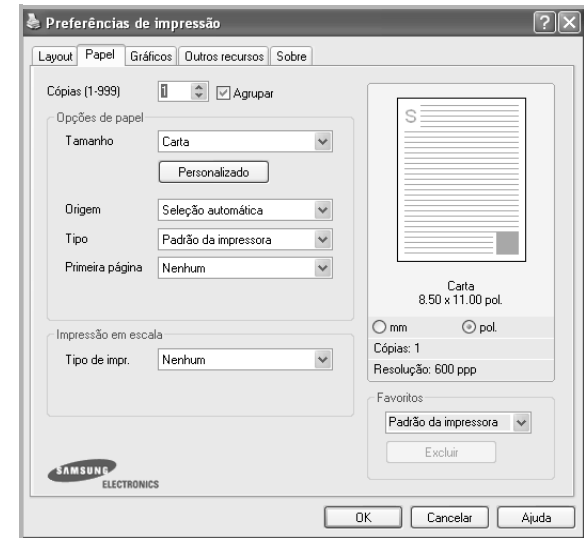 Preferências de impressão
Layout Papel Gráficos Outros recursos Sobre
Cópias (1-999) 1 Agrupar
Opções de papel
Tamanho Carta
Personalizado
Origem Seleção automática
Tipo Padrão da impressora
Primeira página Nenhum
Impressão em escala
Tipo de impr. Nenhum
SAMSUNG
ELECTRONICS
S
Carta
8.50 x 11.00 pol.
mm pol.
Cópias: 1
Resolução: 600 ppp
Favoritos
Padrão da impressora
Excluir
OK Cancelar Ajuda